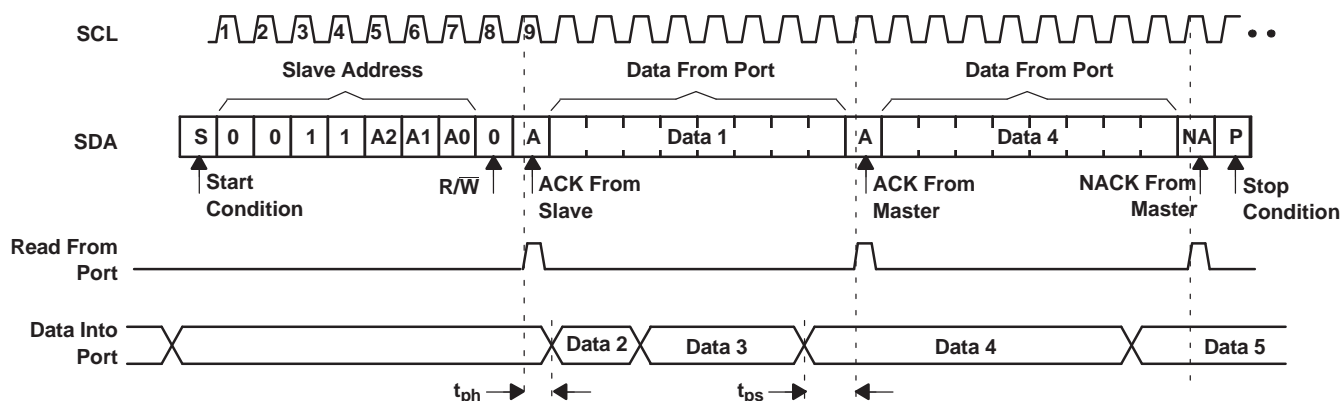 SCL
1 2 3 4 5 6 7 8 9
Slave Address Data From Port Data From Port
SDA
S 0 0 1 1 A2 A1 A0 0 A Data 1 A Data 4 NA P
Start
Condition
R/W
ACK From
Slave
ACK From
Master
NACK From
Master
Stop
Condition
Read From
Port
Data Into
Port
Data 2 Data 3 Data 4 Data 5
tph tps